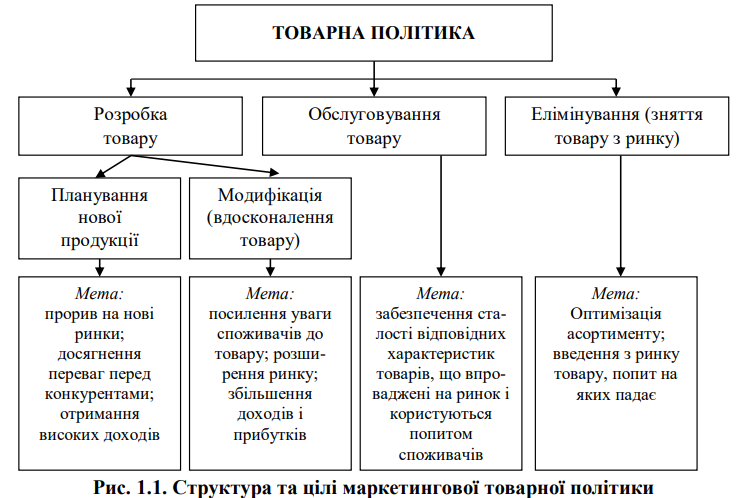 ТОВАРНА ПОЛІТИКА
Розробка
товару
Обслуговування
товару
Елімінування (зняття
товару з ринку)
Планування
нової
продукції
Модифікація
(вдосконалення
товару)
Мета:
прорив на нові
ринки;
досягнення
переваг перед
конкурентами;
отримання
високих доходів
Мета:
посилення уваги
споживачів до
товару; розши-
рення ринку;
збільшення
доходів і
прибутків
Мета:
забезпечення ста-
лості відповідних
характеристик
товарів, що впро-
ваджені на ринок і
користуються
попитом
споживачів
Мета:
Оптимізація
асортименту;
введення з ринку
товару, попит на
яких падає
Рис. 1.1. Структура та цілі маркетингової товарної політики